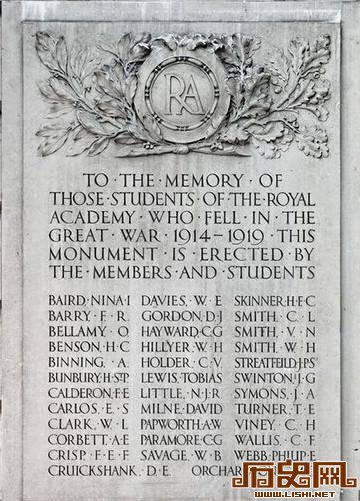 RA
TO · THE · MEMORY · OF
THOSE · STUDENTS · OF · THE · ROYAL
ACADEMY · WHO · FELL · IN · THE
GREAT · WAR · 1914–1919 · THIS
MONUMENT · IS · ERECTED · BY
THE · MEMBERS · AND · STUDENTS
BAIRD, NINA·I DAVIES, W·E SKINNER, H·F·C
BARRY, F·R GORDON, D·J SMITH, C·L
BELLAMY, O HAYWARD, C·G SMITH, V·N
BENSON, H·C HILLYER, W·H SMITH, W·H
BINNING, A HOLDER, C·V STREATFEILD, J·P·S
BUNBURY, H·ST·P LEWIS, TOBIAS SWINTON, J·G
CALDERON, F·E LITTLE, N·J·R SYMONS, J·A
CARLOS, E·S MILNE, DAVID TURNER, T·E
CLARK, W·L PAPWORTH, A·W VINEY, C·H
CORBETT, A·E PARAMORE, C·G WALLIS, C·F
CRISP, F·E·F SAVAGE, W·B WEBB, PHILIP·E
CRUICKSHANK, D·E ORCHAR
历史网
WWW.LISHI.NET